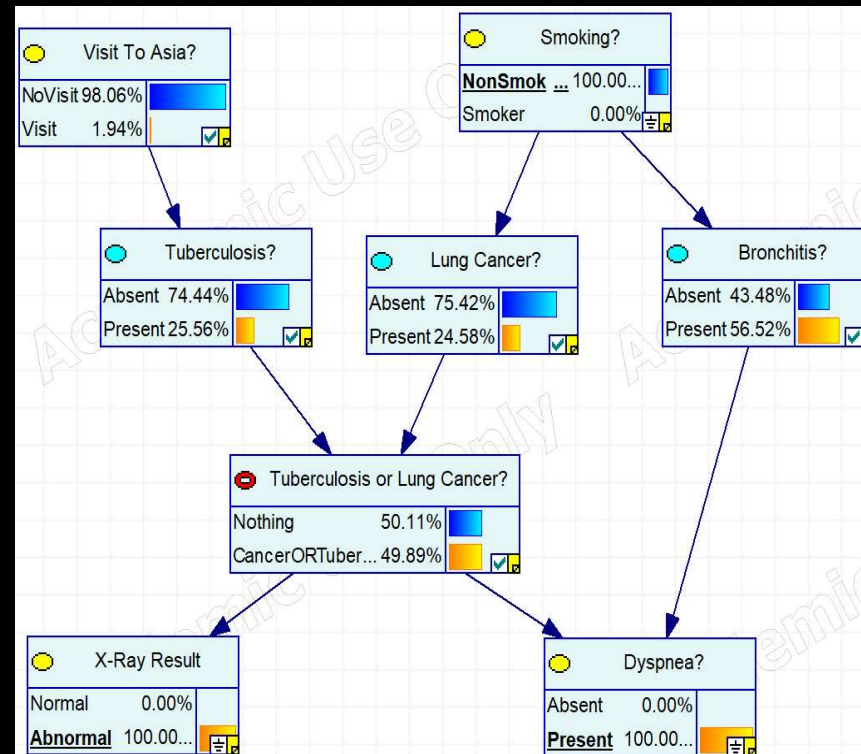 Visit To Asia?
NoVisit 98.06%
Visit 1.94%
Smoking?
NonSmok ... 100.00...
Smoker 0.00%
Tuberculosis?
Absent 74.44%
Present 25.56%
Lung Cancer?
Absent 75.42%
Present 24.58%
Bronchitis?
Absent 43.48%
Present 56.52%
Tuberculosis or Lung Cancer?
Nothing 50.11%
CancerORTuber... 49.89%
X-Ray Result
Normal 0.00%
Abnormal 100.00...
Dyspnea?
Absent 0.00%
Present 100.00...